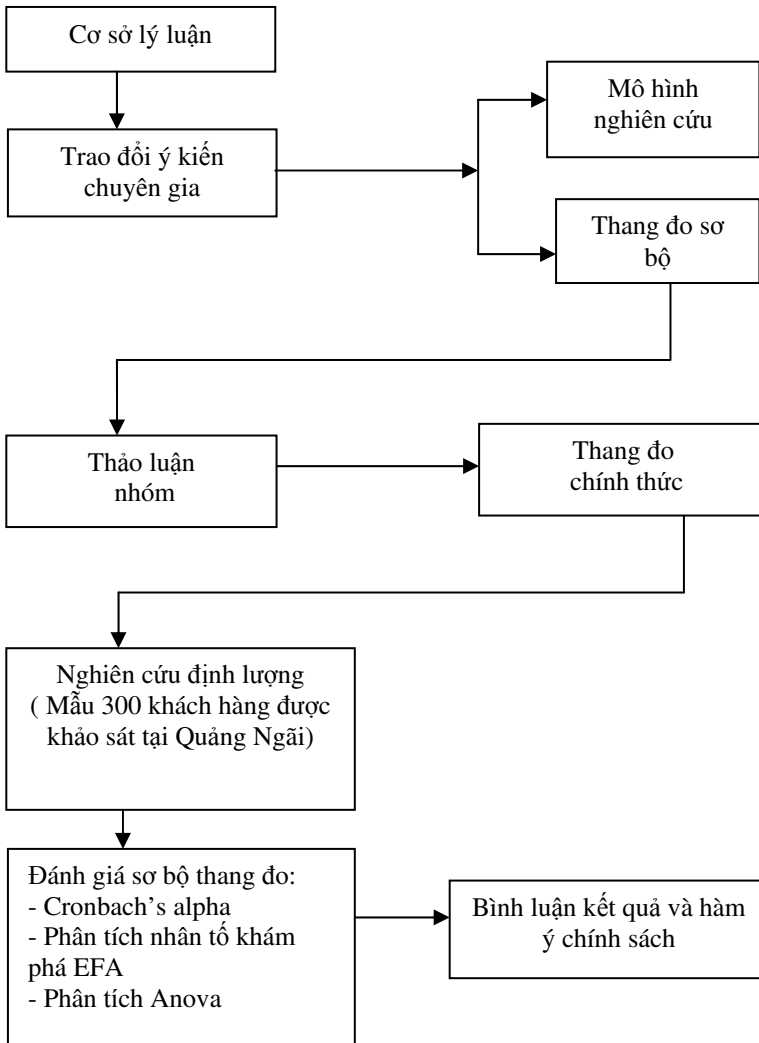 Cơ sở lý luận
Mô hình
nghiên cứu
Trao đổi ý kiến
chuyên gia
Thang đo sơ
bộ
Thảo luận
nhóm
Thang đo
chính thức
Nghiên cứu định lượng
( Mẫu 300 khách hàng được
khảo sát tại Quảng Ngãi)
Đánh giá sơ bộ thang đo:
- Cronbach’s alpha
- Phân tích nhân tố khám
phá EFA
- Phân tích Anova
Bình luận kết quả và hàm
ý chính sách